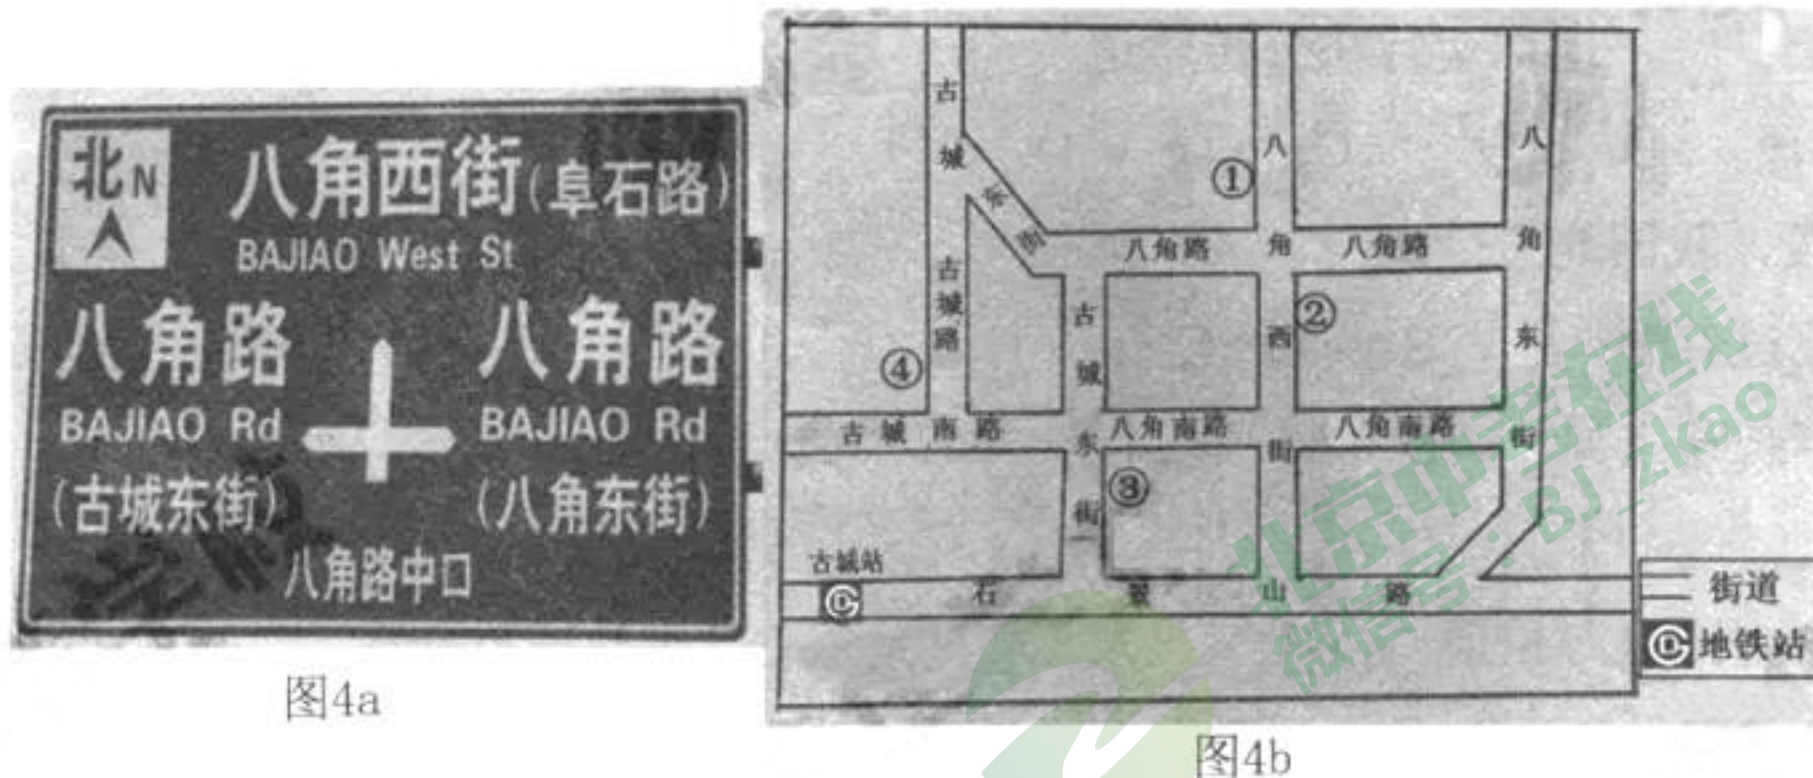 北N
八角西街(阜石路)
BAJIAO West St
八角路
BAJIAO Rd
(古城东街)
八角路
BAJIAO Rd
(八角东街)
八角路中口
图4a
古城东街
古城路
八角路
八角路
八角西街
八角东街
①
②
③
④
古城东街
古城南路
八角南路
八角南路
古城站
石景山路
街道
地铁站
图4b
北京中考在线
微信号:BJ_zkao